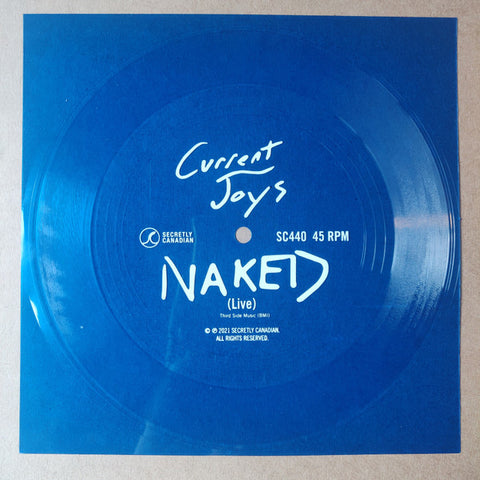 Current
Joys
SECRETLY
CANADIAN
SC440 45 RPM
NAKED
(Live)
Third Side Music (BMI)
© ℗ 2021 SECRETLY CANADIAN.
ALL RIGHTS RESERVED.